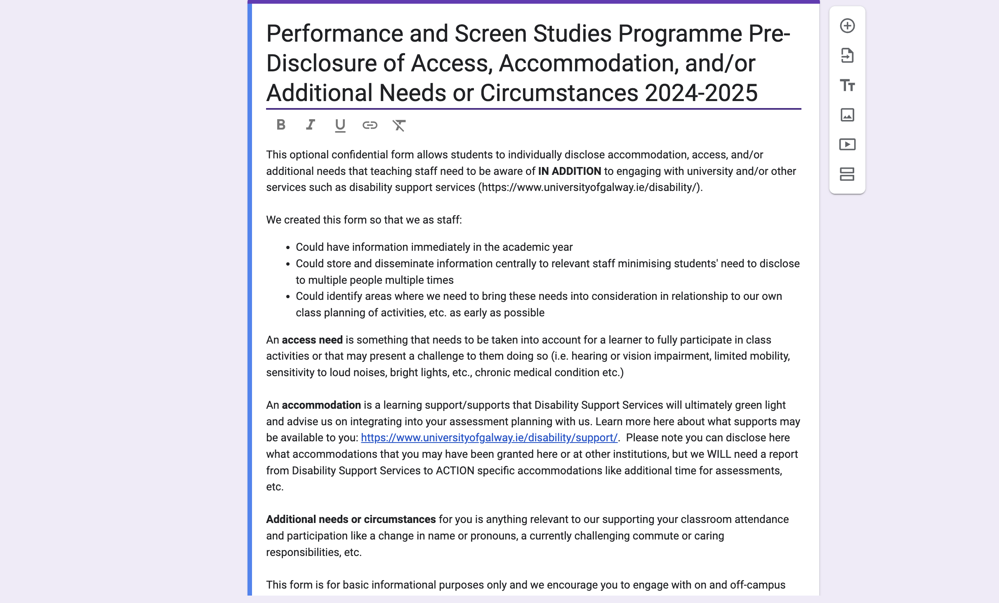 Performance and Screen Studies Programme Pre-
Disclosure of Access, Accommodation, and/or
Additional Needs or Circumstances 2024-2025
B I U
This optional confidential form allows students to individually disclose accommodation, access, and/or
additional needs that teaching staff need to be aware of IN ADDITION to engaging with university and/or other
services such as disability support services (https://www.universityofgalway.ie/disability/).
We created this form so that we as staff:
• Could have information immediately in the academic year
• Could store and disseminate information centrally to relevant staff minimising students' need to disclose
to multiple people multiple times
• Could identify areas where we need to bring these needs into consideration in relationship to our own
class planning of activities, etc. as early as possible
An access need is something that needs to be taken into account for a learner to fully participate in class
activities or that may present a challenge to them doing so (i.e. hearing or vision impairment, limited mobility,
sensitivity to loud noises, bright lights, etc., chronic medical condition etc.)
An accommodation is a learning support/supports that Disability Support Services will ultimately green light
and advise us on integrating into your assessment planning with us. Learn more here about what supports may
be available to you: https://www.universityofgalway.ie/disability/support/.  Please note you can disclose here
what accommodations that you may have been granted here or at other institutions, but we WILL need a report
from Disability Support Services to ACTION specific accommodations like additional time for assessments,
etc.
Additional needs or circumstances for you is anything relevant to our supporting your classroom attendance
and participation like a change in name or pronouns, a currently challenging commute or caring
responsibilities, etc.
This form is for basic informational purposes only and we encourage you to engage with on and off-campus
Tt